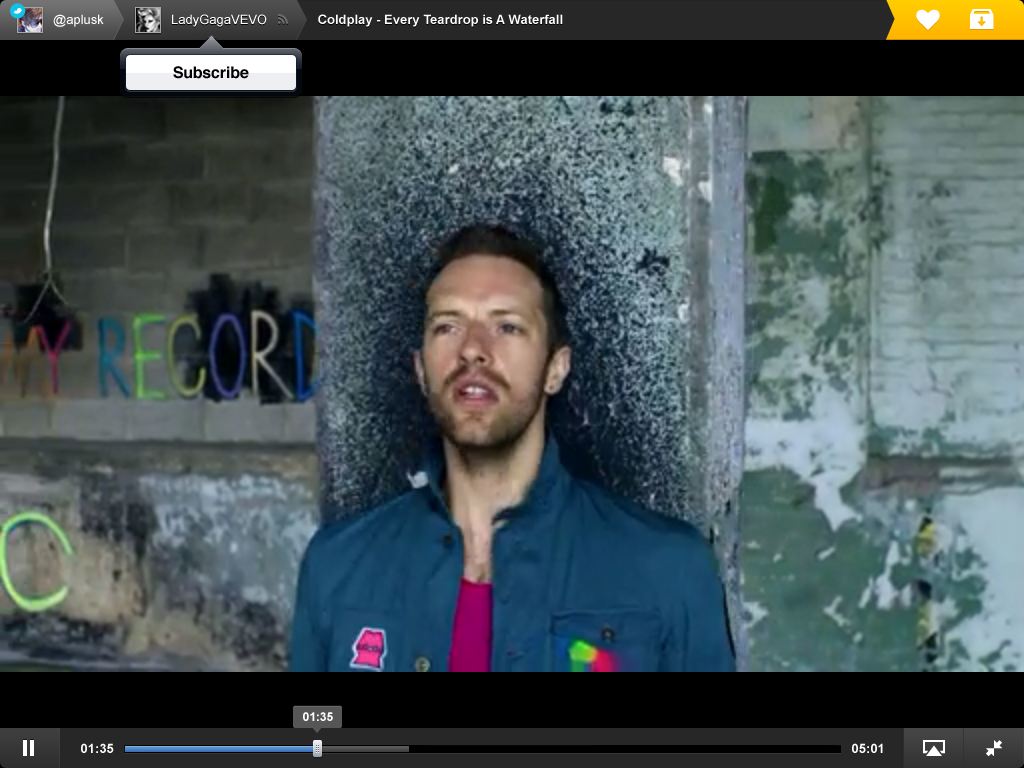 @aplusk
LadyGagaVEVO
Coldplay - Every Teardrop is A Waterfall
Subscribe
MY RECORD
C
01:35
01:35
05:01